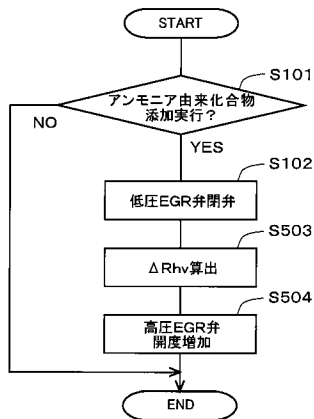 START
S101
アンモニア由来化合物
添加実行?
NO
YES
S102
低圧EGR弁閉弁
S503
ΔRhv算出
S504
高圧EGR弁
開度増加
END